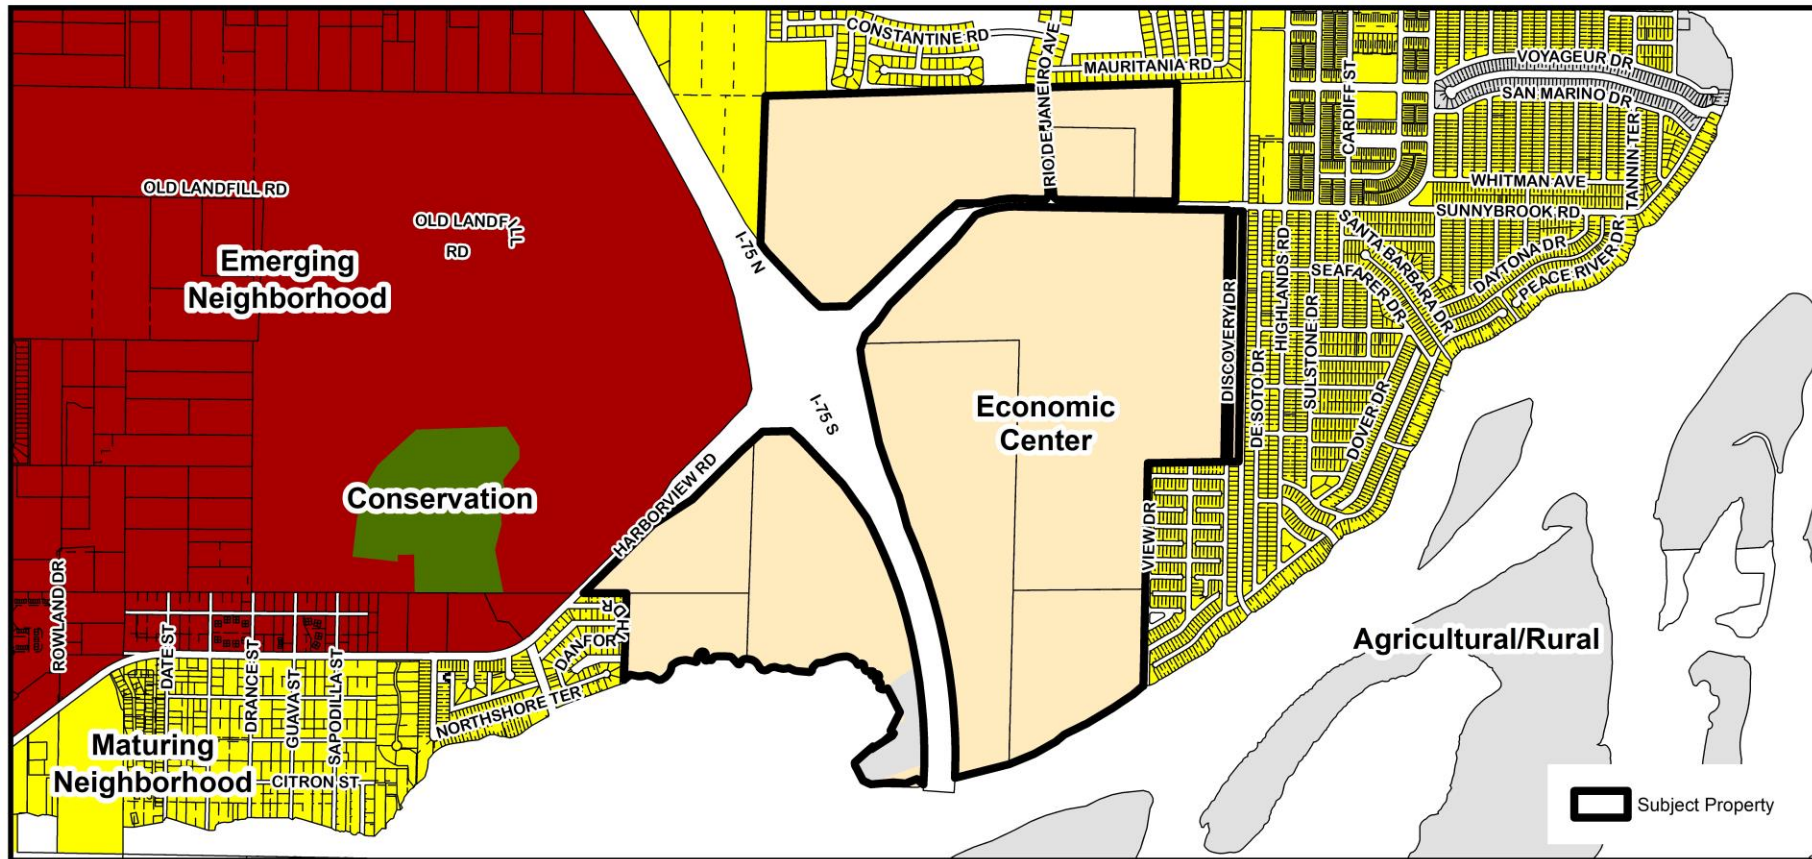 CONSTANTINE RD
MAURITANIA RD
RIO DE JANEIRO AVE
CARDIFF ST
VOYAGEUR DR
SAN MARINO DR
TANNIN TER
WHITMAN AVE
SUNNYBROOK RD
OLD LANDFILL RD
OLD LANDFILL
RD
Emerging
Neighborhood
I-75 N
SANTA BARBARA DR
DAYTONA DR
PEACE RIVER DR
SEAFARER DR
HIGHLANDS RD
SULSTONE DR
DISCOVERY DR
DE SOTO DR
DOVER DR
I-75 S
Economic
Center
Conservation
HARBORVIEW RD
VIEW DR
ROWLAND DR
DATE ST
DRANCE ST
GUAVA ST
SAPODILLA ST
DANFORTH DR
NORTHSHORE TER
CITRON ST
Maturing
Neighborhood
Agricultural/Rural
Subject Property